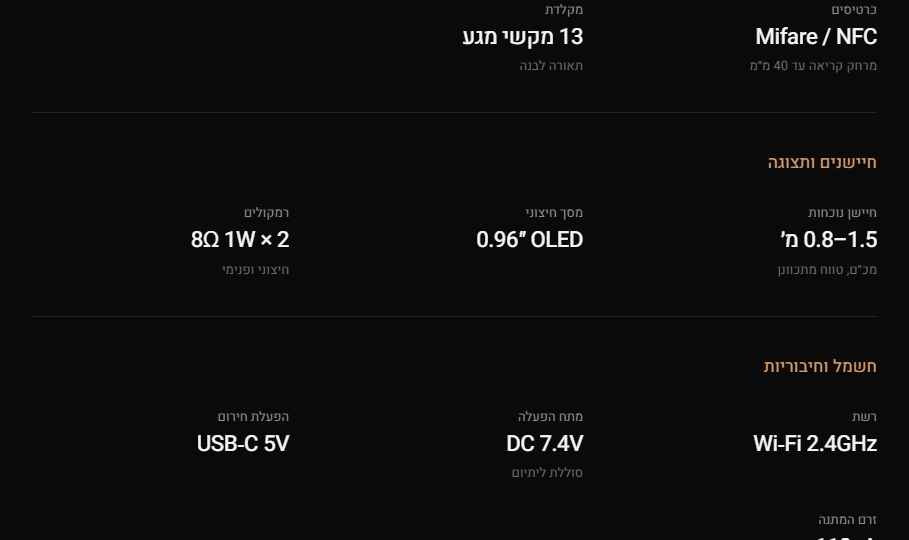 כרטיסים
Mifare / NFC
מרחק קריאה עד 40 מ״מ
מקלדת
13 מקשי מגע
תאורה לבנה
חיישנים ותצוגה
חיישן נוכחות
0.8–1.5 מ׳
מכ״ם, טווח מתכוונן
מסך חיצוני
0.96″ OLED
רמקולים
2 × 8Ω 1W
חיצוני ופנימי
חשמל וחיבוריות
רשת
Wi-Fi 2.4GHz
מתח הפעלה
DC 7.4V
סוללת ליתיום
הפעלת חירום
USB-C 5V
זרם המתנה